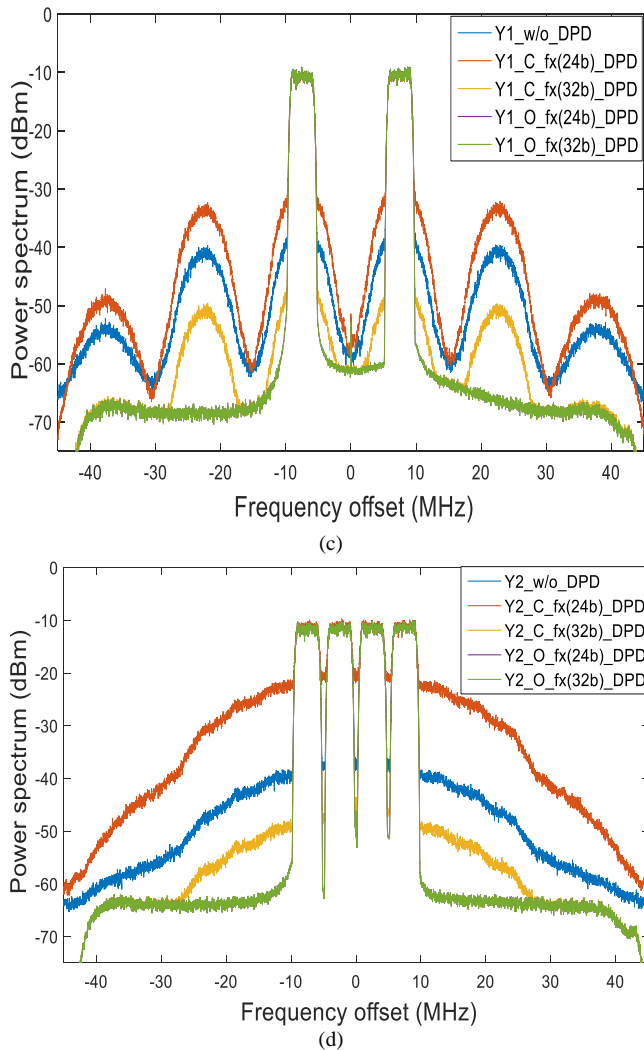 0
-10
-20
-30
-40
-50
-60
-70
Power spectrum (dBm)
Y1_w/o_DPD
Y1_C_fx(24b)_DPD
Y1_C_fx(32b)_DPD
Y1_O_fx(24b)_DPD
Y1_O_fx(32b)_DPD
-40 -30 -20 -10 0 10 20 30 40
Frequency offset (MHz)
(c)
0
-10
-20
-30
-40
-50
-60
-70
Power spectrum (dBm)
Y2_w/o_DPD
Y2_C_fx(24b)_DPD
Y2_C_fx(32b)_DPD
Y2_O_fx(24b)_DPD
Y2_O_fx(32b)_DPD
-40 -30 -20 -10 0 10 20 30 40
Frequency offset (MHz)
(d)